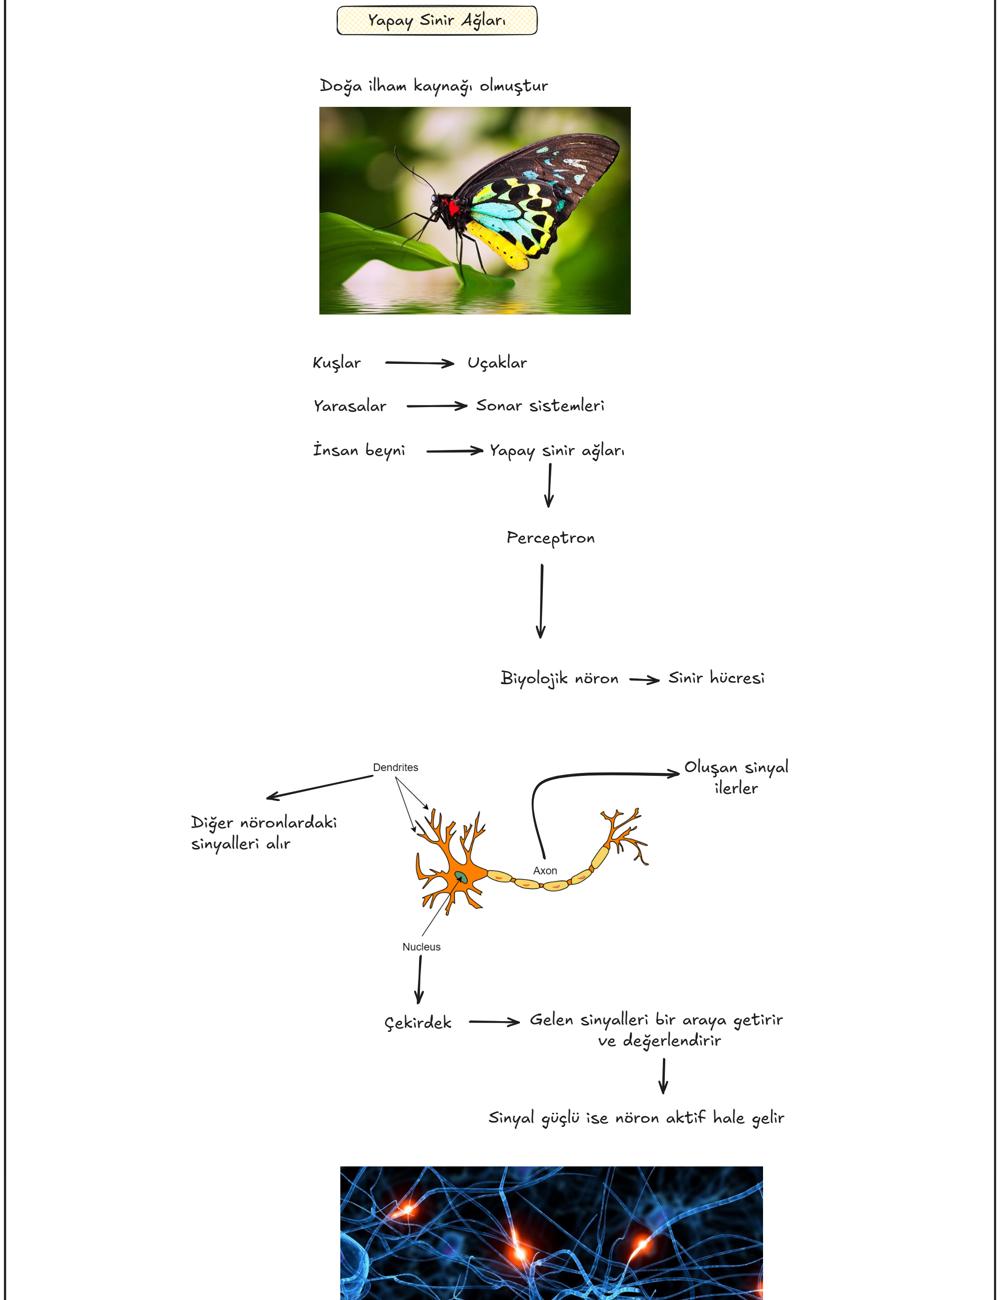 Yapay Sinir Ağları
Doğa ilham kaynağı olmuştur
Kuşlar → Uçaklar
Yarasalar → Sonar sistemleri
İnsan beyni → Yapay sinir ağları
Perceptron
Biyolojik nöron → Sinir hücresi
Dendrites
Oluşan sinyal
ilerler
Diğer nöronlardaki
sinyalleri alır
Axon
Nucleus
Çekirdek → Gelen sinyalleri bir araya getirir
ve değerlendirir
Sinyal güçlü ise nöron aktif hale gelir